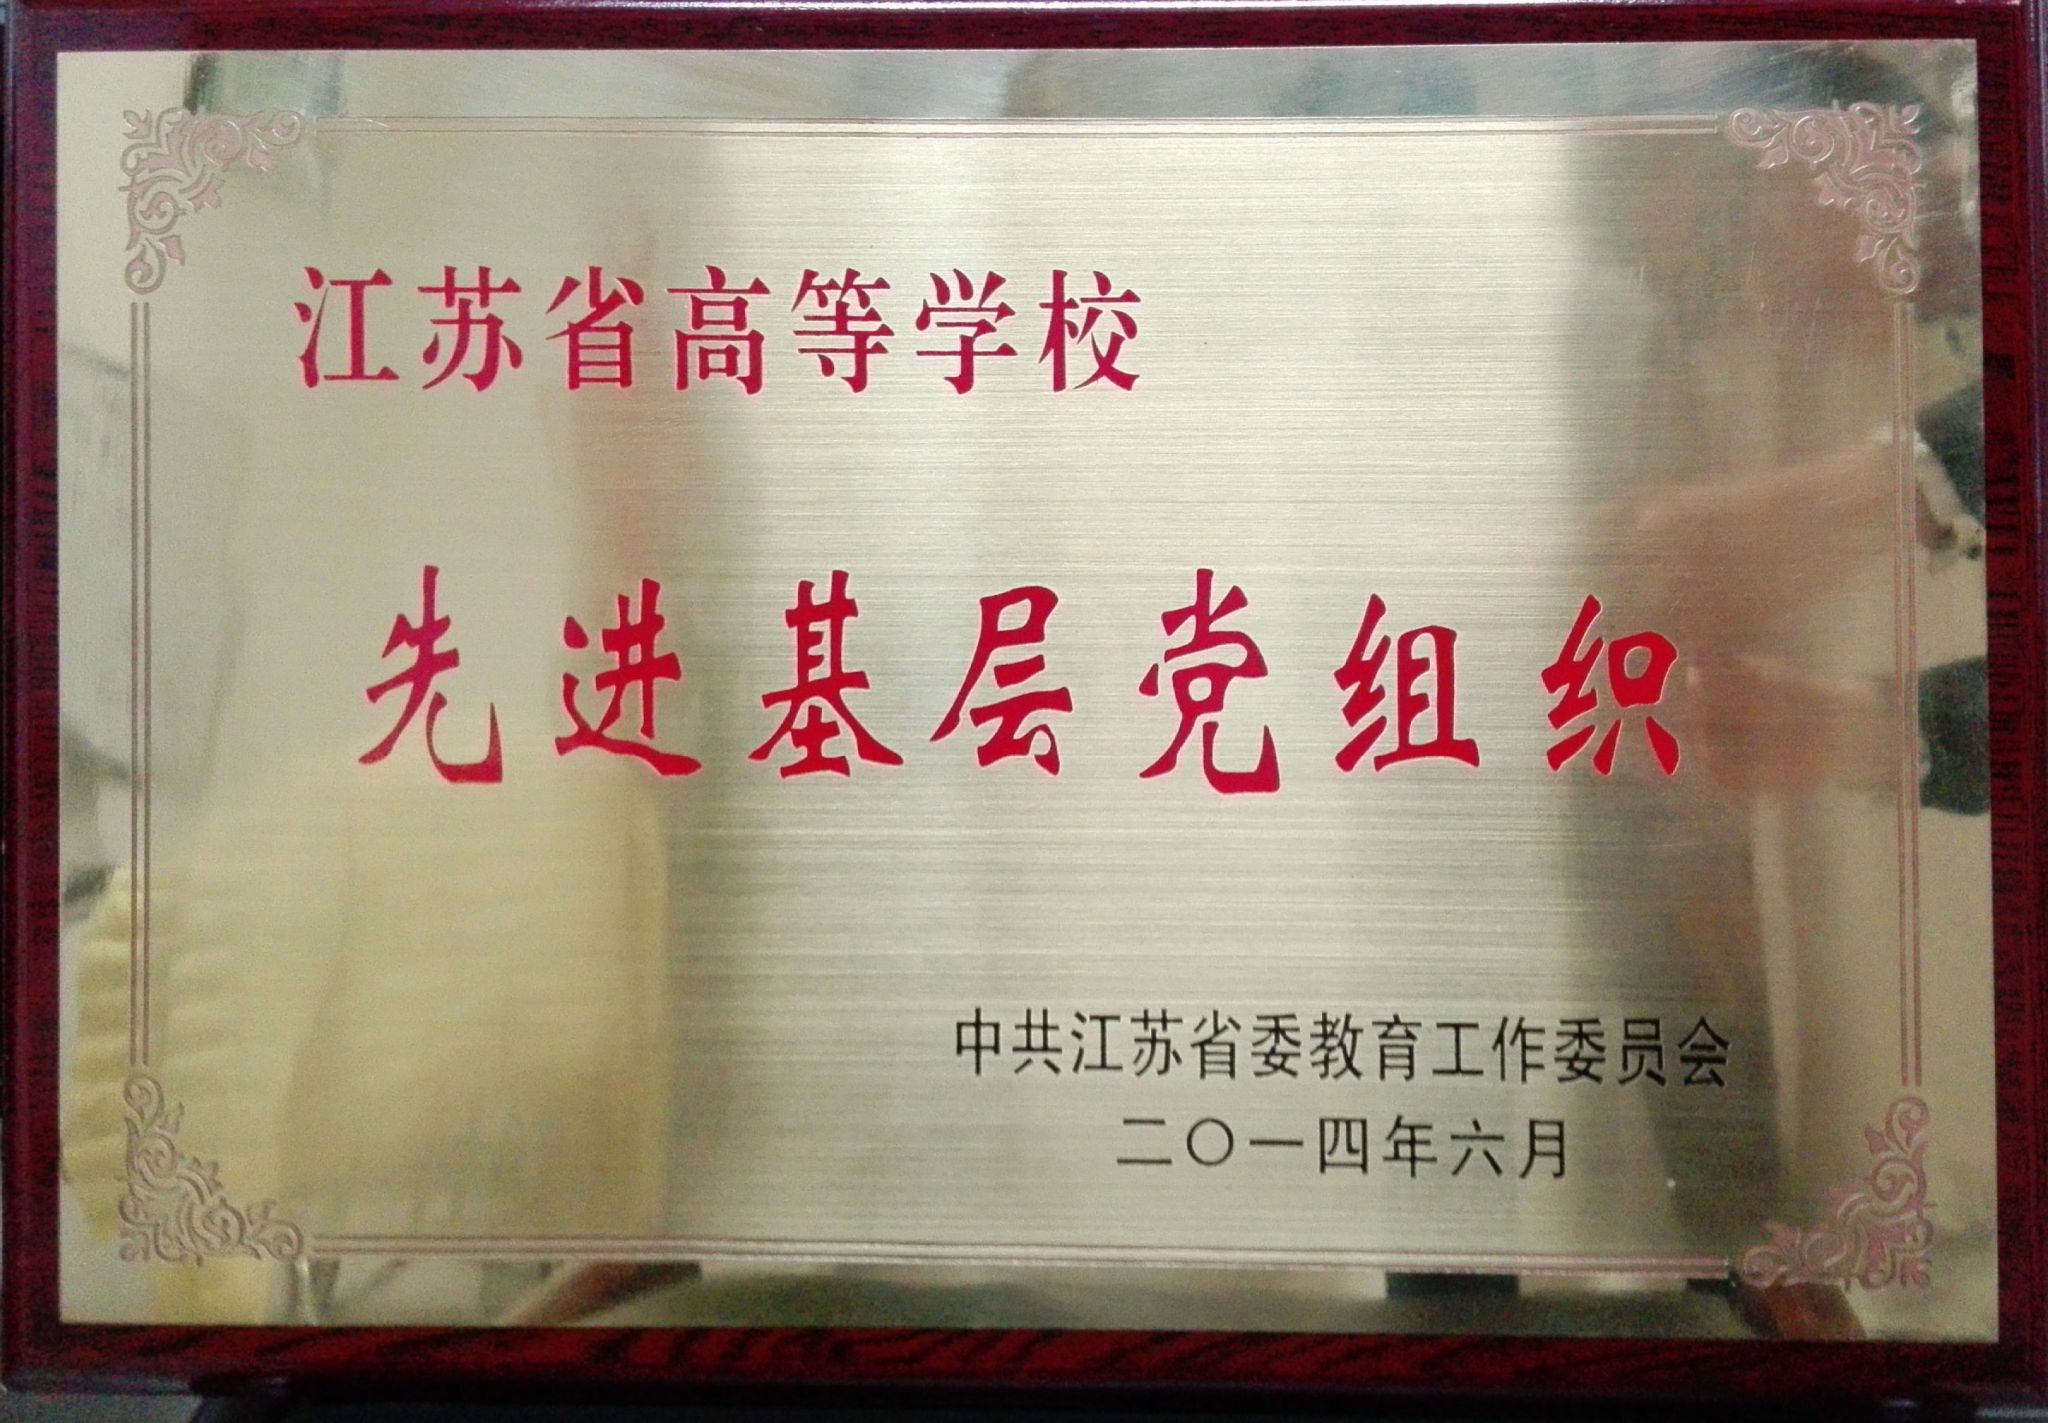 江苏省高等学校
先进基层党组织
中共江苏省委教育工作委员会
二〇一四年六月